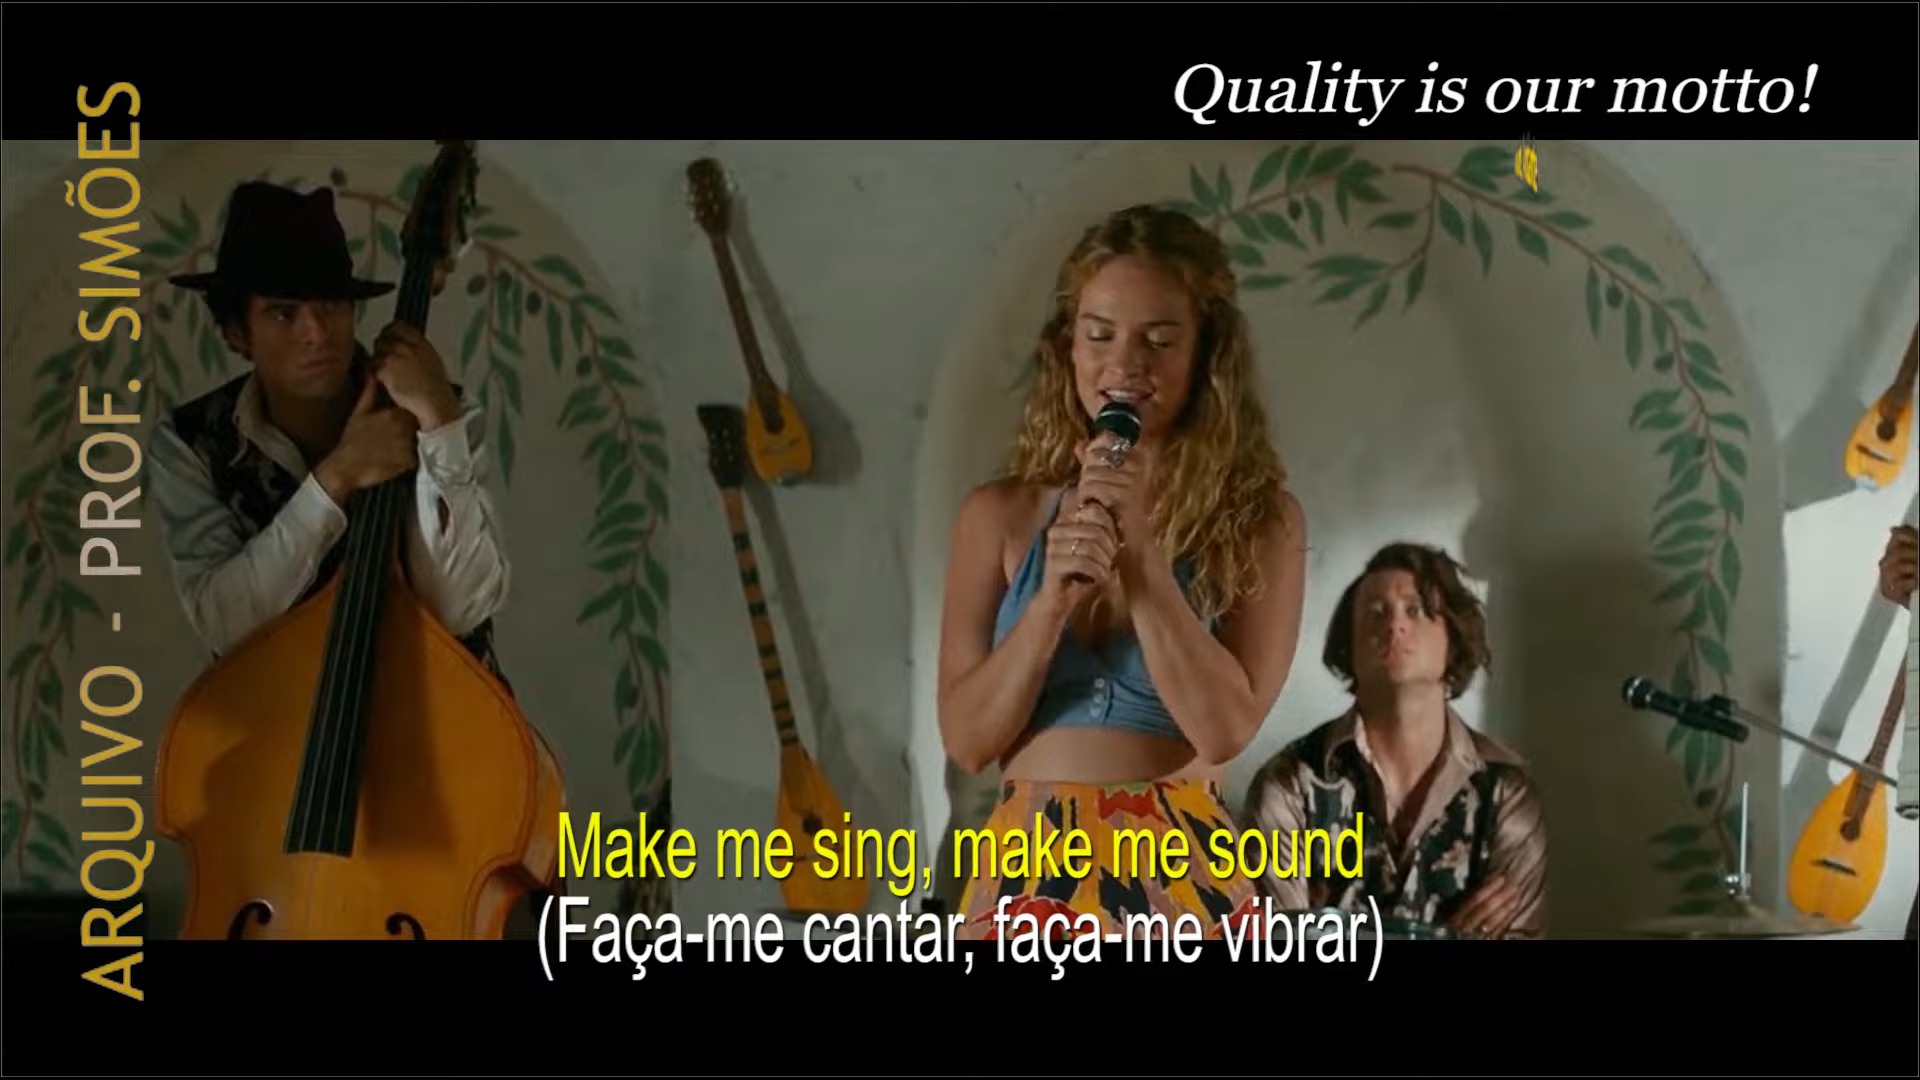 Quality is our motto!
ARQUIVO - PROF. SIMÕES
Make me sing, make me sound
(Faça-me cantar, faça-me vibrar)